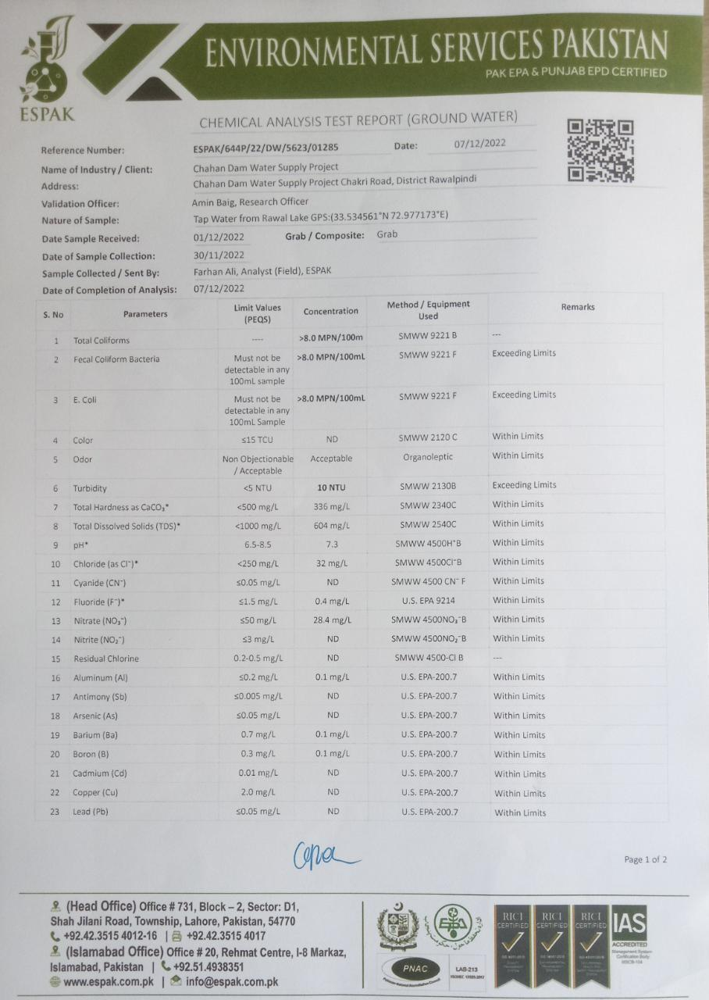 ENVIRONMENTAL SERVICES PAKISTAN
PAK EPA & PUNJAB EPD CERTIFIED
ESPAK
CHEMICAL ANALYSIS TEST REPORT (GROUND WATER)
Reference Number: ESPAK/644P/22/DW/5623/01285 Date: 07/12/2022
Name of Industry / Client: Chahan Dam Water Supply Project
Address: Chahan Dam Water Supply Project Chakri Road, District Rawalpindi
Validation Officer: Amin Baig, Research Officer
Nature of Sample: Tap Water from Rawal Lake GPS:(33.534561°N 72.977173°E)
Date Sample Received: 01/12/2022 Grab / Composite: Grab
Date of Sample Collection: 30/11/2022
Sample Collected / Sent By: Farhan Ali, Analyst (Field), ESPAK
Date of Completion of Analysis: 07/12/2022
S. No Parameters Limit Values (PEQS) Concentration Method / Equipment Used Remarks
1 Total Coliforms ---- >8.0 MPN/100m SMWW 9221 B ---
2 Fecal Coliform Bacteria Must not be detectable in any 100mL sample >8.0 MPN/100mL SMWW 9221 F Exceeding Limits
3 E. Coli Must not be detectable in any 100mL Sample >8.0 MPN/100mL SMWW 9221 F Exceeding Limits
4 Color ≤15 TCU ND SMWW 2120 C Within Limits
5 Odor Non Objectionable / Acceptable Acceptable Organoleptic Within Limits
6 Turbidity <5 NTU 10 NTU SMWW 2130B Exceeding Limits
7 Total Hardness as CaCO₃* <500 mg/L 336 mg/L SMWW 2340C Within Limits
8 Total Dissolved Solids (TDS)* <1000 mg/L 604 mg/L SMWW 2540C Within Limits
9 pH* 6.5-8.5 7.3 SMWW 4500H⁺B Within Limits
10 Chloride (as Cl⁻)* <250 mg/L 32 mg/L SMWW 4500Cl⁻B Within Limits
11 Cyanide (CN⁻) ≤0.05 mg/L ND SMWW 4500 CN⁻ F Within Limits
12 Fluoride (F⁻)* ≤1.5 mg/L 0.4 mg/L U.S. EPA 9214 Within Limits
13 Nitrate (NO₃⁻) ≤50 mg/L 28.4 mg/L SMWW 4500NO₃⁻B Within Limits
14 Nitrite (NO₂⁻) ≤3 mg/L ND SMWW 4500NO₂⁻B Within Limits
15 Residual Chlorine 0.2-0.5 mg/L ND SMWW 4500-Cl B ---
16 Aluminum (Al) ≤0.2 mg/L 0.1 mg/L U.S. EPA-200.7 Within Limits
17 Antimony (Sb) ≤0.005 mg/L ND U.S. EPA-200.7 Within Limits
18 Arsenic (As) ≤0.05 mg/L ND U.S. EPA-200.7 Within Limits
19 Barium (Ba) 0.7 mg/L 0.1 mg/L U.S. EPA-200.7 Within Limits
20 Boron (B) 0.3 mg/L 0.1 mg/L U.S. EPA-200.7 Within Limits
21 Cadmium (Cd) 0.01 mg/L ND U.S. EPA-200.7 Within Limits
22 Copper (Cu) 2.0 mg/L ND U.S. EPA-200.7 Within Limits
23 Lead (Pb) ≤0.05 mg/L ND U.S. EPA-200.7 Within Limits
Page 1 of 2
(Head Office) Office # 731, Block – 2, Sector: D1,
Shah Jilani Road, Township, Lahore, Pakistan, 54770
+92.42.3515 4012-16 | +92.42.3515 4017
(Islamabad Office) Office # 20, Rehmat Centre, I-8 Markaz,
Islamabad, Pakistan | +92.51.4938351
www.espak.com.pk | info@espak.com.pk
EPA
PNAC
LAB-213
RICI CERTIFIED
RICI CERTIFIED
RICI CERTIFIED
IAS
ACCREDITED
Management System
Certification Body
MSCB-104